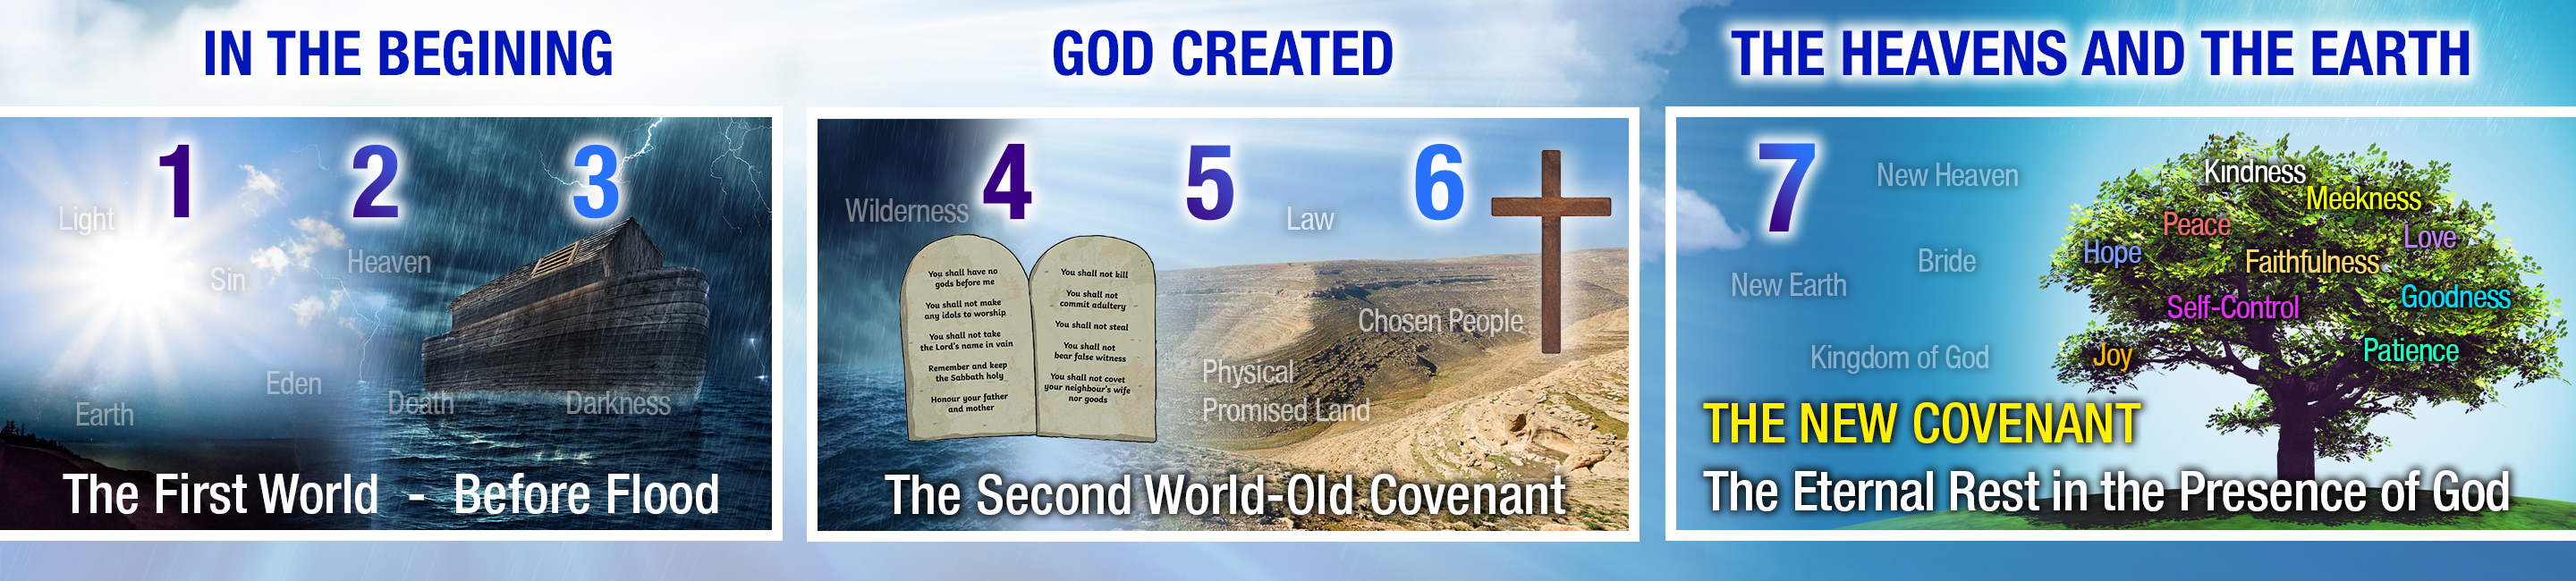 IN THE BEGINING
GOD CREATED
THE HEAVENS AND THE EARTH
1
2
3
Light
Sin
Heaven
Eden
Earth
Death
Darkness
The First World - Before Flood
4
5
6
Wilderness
Law
You shall have no
gods before me
You shall not make
any idols to worship
You shall not take
the Lord's name in vain
Remember and keep
the Sabbath holy
Honour your father
and mother
You shall not kill
You shall not
commit adultery
You shall not steal
You shall not
bear false witness
You shall not covet
your neighbour's wife
nor goods
Chosen People
Physical
Promised Land
The Second World-Old Covenant
7
New Heaven
Bride
New Earth
Kingdom of God
Kindness
Meekness
Peace
Love
Hope
Faithfulness
Self-Control
Goodness
Joy
Patience
THE NEW COVENANT
The Eternal Rest in the Presence of God